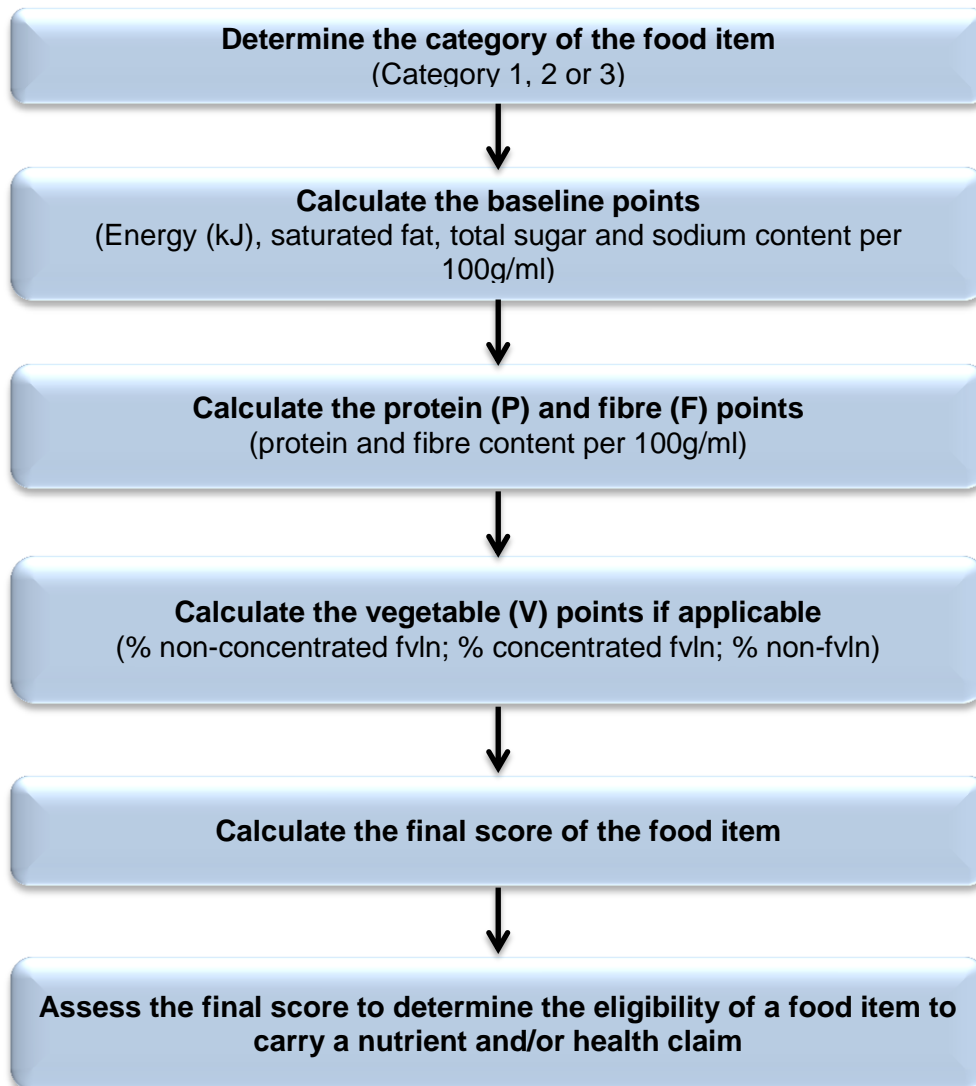 Determine the category of the food item
(Category 1, 2 or 3)
Calculate the baseline points
(Energy (kJ), saturated fat, total sugar and sodium content per
100g/ml)
Calculate the protein (P) and fibre (F) points
(protein and fibre content per 100g/ml)
Calculate the vegetable (V) points if applicable
(% non-concentrated fvln; % concentrated fvln; % non-fvln)
Calculate the final score of the food item
Assess the final score to determine the eligibility of a food item to
carry a nutrient and/or health claim